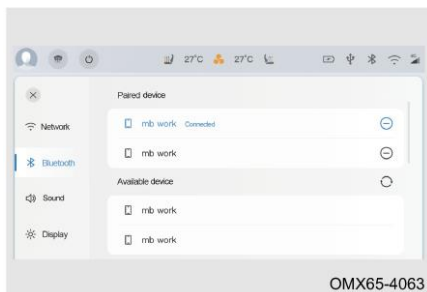 27°C 27°C
Paired device
Network
mb work Connected
mb work
Bluetooth
Available device
Sound
mb work
Display
mb work
OMX65-4063